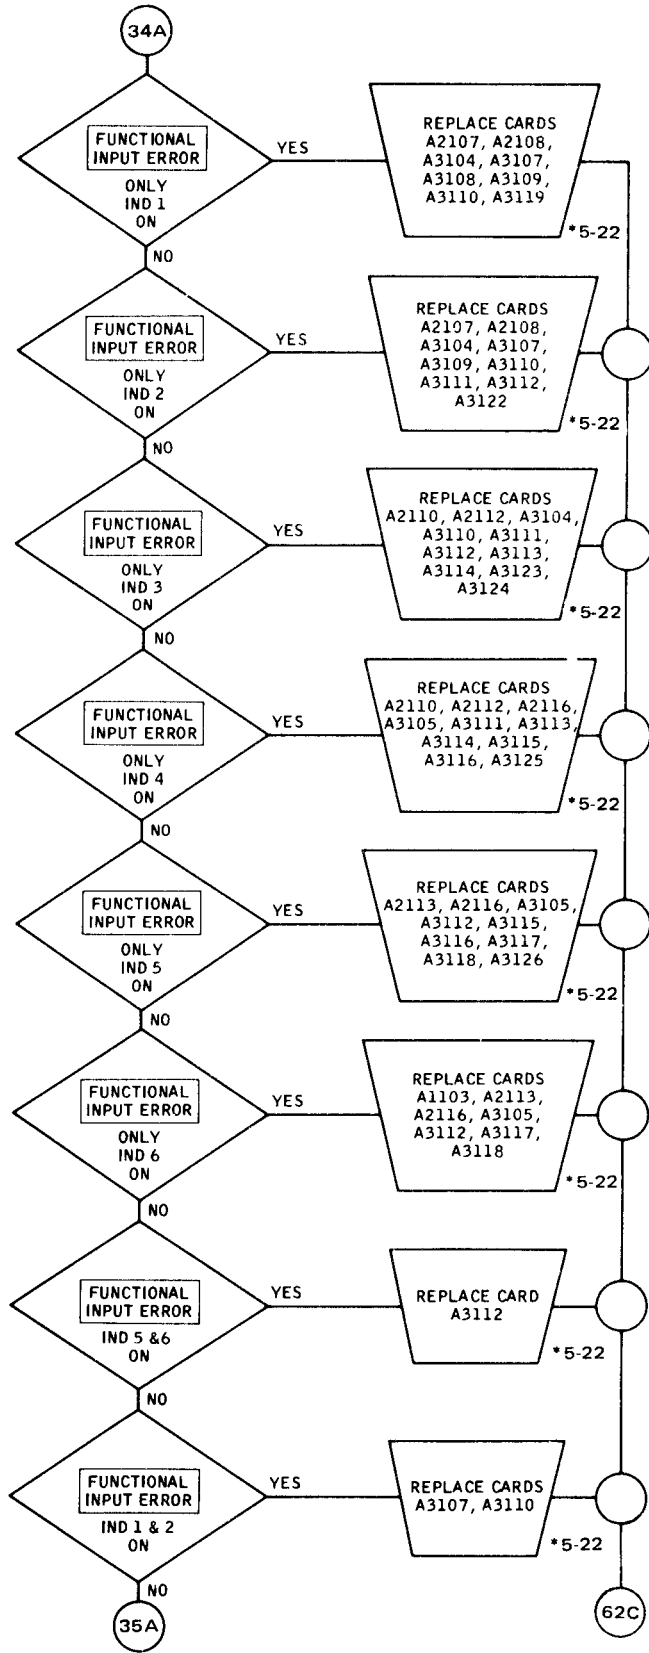 34A
FUNCTIONAL
INPUT ERROR
ONLY
IND 1
ON
YES
REPLACE CARDS
A2107, A2108,
A3104, A3107,
A3108, A3109,
A3110, A3119
*5-22
NO
FUNCTIONAL
INPUT ERROR
ONLY
IND 2
ON
YES
REPLACE CARDS
A2107, A2108,
A3104, A3107,
A3109, A3110,
A3111, A3112,
A3122
*5-22
NO
FUNCTIONAL
INPUT ERROR
ONLY
IND 3
ON
YES
REPLACE CARDS
A2110, A2112, A3104,
A3110, A3111,
A3112, A3113,
A3114, A3123,
A3124
*5-22
NO
FUNCTIONAL
INPUT ERROR
ONLY
IND 4
ON
YES
REPLACE CARDS
A2110, A2112, A2116,
A3105, A3111, A3113,
A3114, A3115,
A3116, A3125
*5-22
NO
FUNCTIONAL
INPUT ERROR
ONLY
IND 5
ON
YES
REPLACE CARDS
A2113, A2116, A3105,
A3112, A3115,
A3116, A3117,
A3118, A3126
*5-22
NO
FUNCTIONAL
INPUT ERROR
ONLY
IND 6
ON
YES
REPLACE CARDS
A1103, A2113,
A2116, A3105,
A3112, A3117,
A3118
*5-22
NO
FUNCTIONAL
INPUT ERROR
IND 5 &6
ON
YES
REPLACE CARD
A3112
*5-22
NO
FUNCTIONAL
INPUT ERROR
IND 1 & 2
ON
YES
REPLACE CARDS
A3107, A3110
*5-22
NO
35A
62C